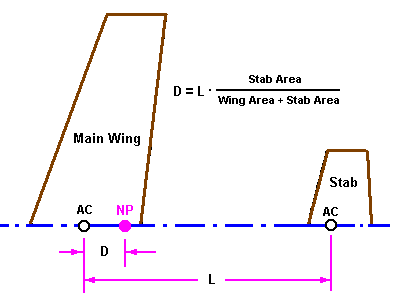 Stab Area
D = L · Wing Area + Stab Area
Main Wing
Stab
AC NP AC
D
L